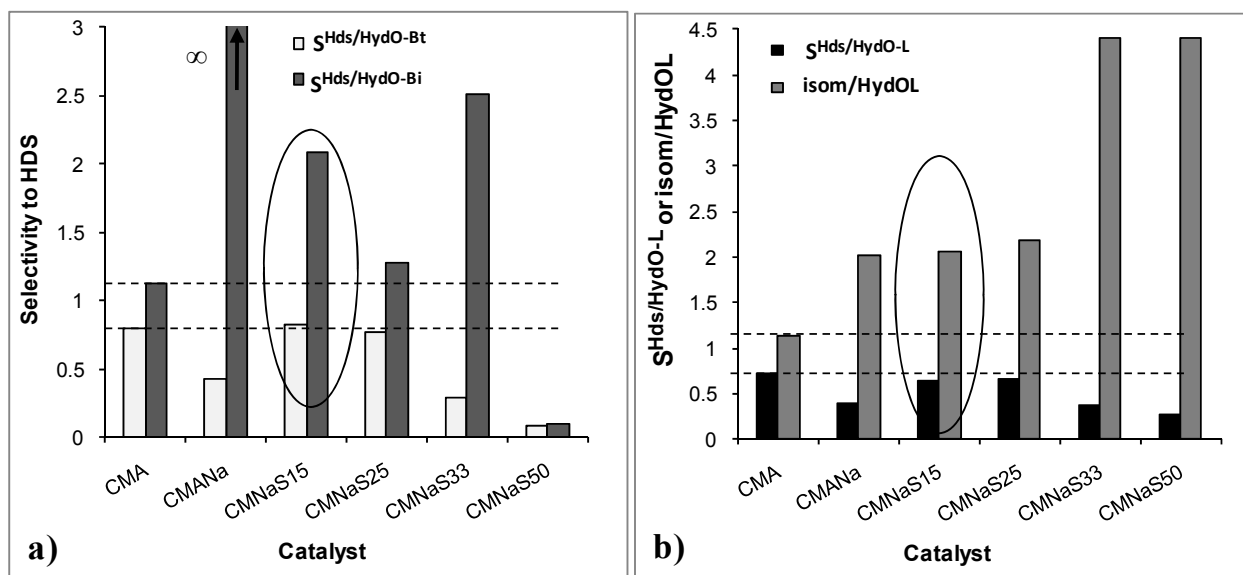 3
2.5
2
1.5
1
0.5
0
Selectivity to HDS
∞
S^Hds/HydO-Bt
S^Hds/HydO-Bi
CMA
CMANa
CMNaS15
CMNaS25
CMNaS33
CMNaS50
Catalyst
a)
4.5
4
3.5
3
2.5
2
1.5
1
0.5
0
S^Hds/HydO-L or isom/HydOL
S^Hds/HydO-L
isom/HydOL
CMA
CMANa
CMNaS15
CMNaS25
CMNaS33
CMNaS50
Catalyst
b)